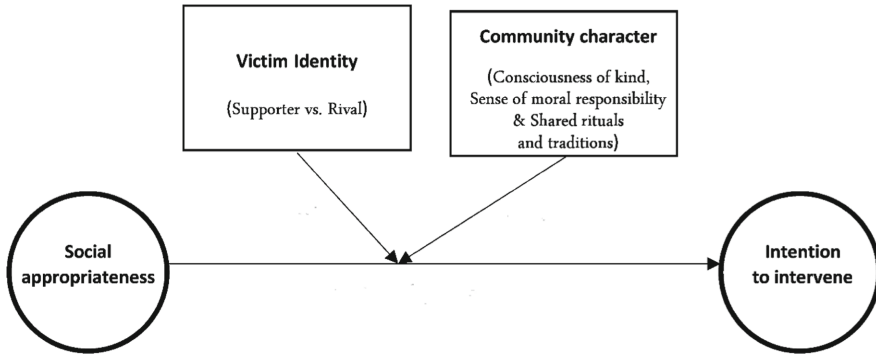 Victim Identity
(Supporter vs. Rival)
Community character
(Consciousness of kind,
Sense of moral responsibility
& Shared rituals
and traditions)
Social
appropriateness
Intention
to intervene